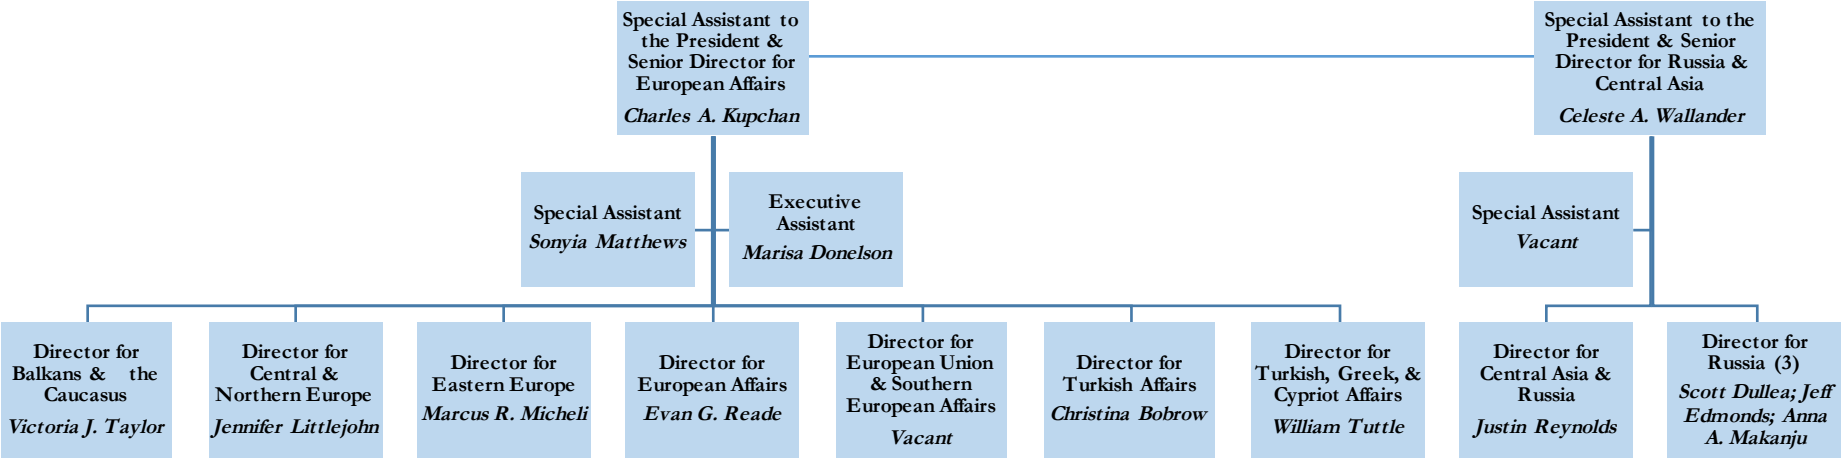 Special Assistant to
the President &
Senior Director for
European Affairs
Charles A. Kupchan
Special Assistant to the
President & Senior
Director for Russia &
Central Asia
Celeste A. Wallander
Special Assistant
Sonyia Matthews
Executive
Assistant
Marisa Donelson
Special Assistant
Vacant
Director for
Balkans & the
Caucasus
Victoria J. Taylor
Director for
Central &
Northern Europe
Jennifer Littlejohn
Director for
Eastern Europe
Marcus R. Micheli
Director for
European Affairs
Evan G. Reade
Director for
European Union
& Southern
European Affairs
Vacant
Director for
Turkish Affairs
Christina Bobrow
Director for
Turkish, Greek, &
Cypriot Affairs
William Tuttle
Director for
Central Asia &
Russia
Justin Reynolds
Director for
Russia (3)
Scott Dullea; Jeff
Edmonds; Anna
A. Makanju